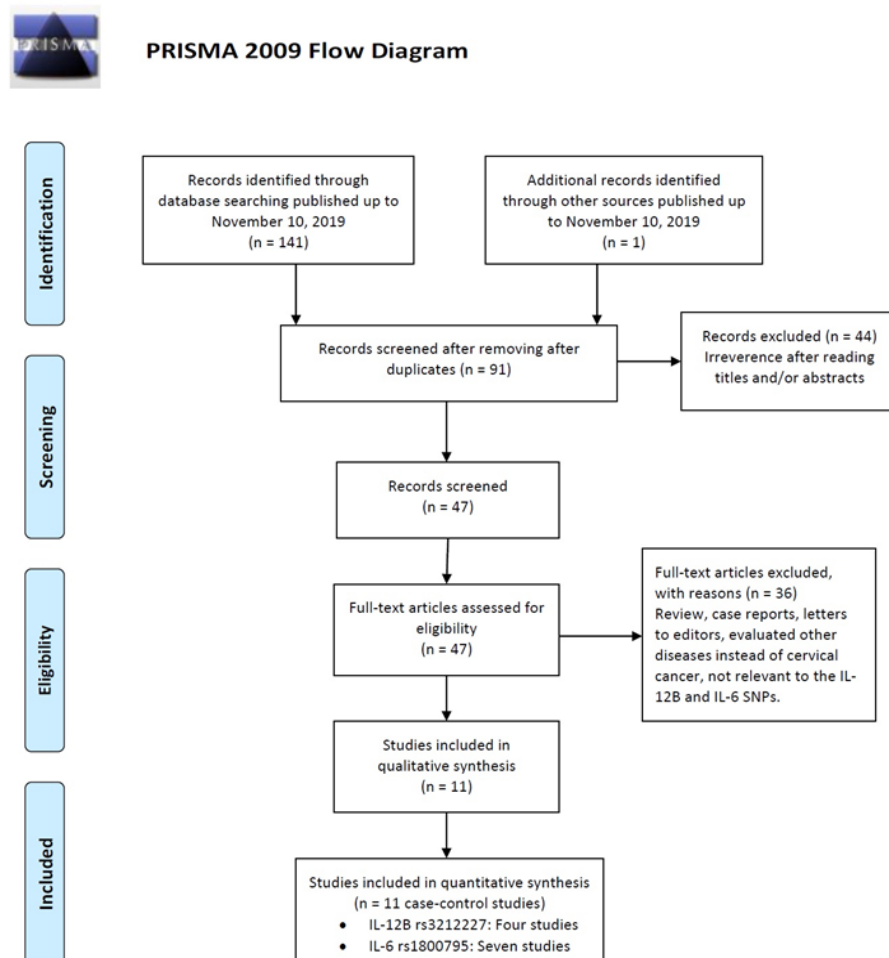 PRISMA
PRISMA 2009 Flow Diagram
Identification
Records identified through
database searching published up to
November 10, 2019
(n = 141)
Additional records identified
through other sources published up
to November 10, 2019
(n = 1)
Records screened after removing after
duplicates (n = 91)
Records excluded (n = 44)
Irreverence after reading
titles and/or abstracts
Screening
Records screened
(n = 47)
Eligibility
Full-text articles assessed for
eligibility
(n = 47)
Full-text articles excluded,
with reasons (n = 36)
Review, case reports, letters
to editors, evaluated other
diseases instead of cervical
cancer, not relevant to the IL-
12B and IL-6 SNPs.
Studies included in
qualitative synthesis
(n = 11)
Included
Studies included in quantitative synthesis
(n = 11 case-control studies)
• IL-12B rs3212227: Four studies
• IL-6 rs1800795: Seven studies